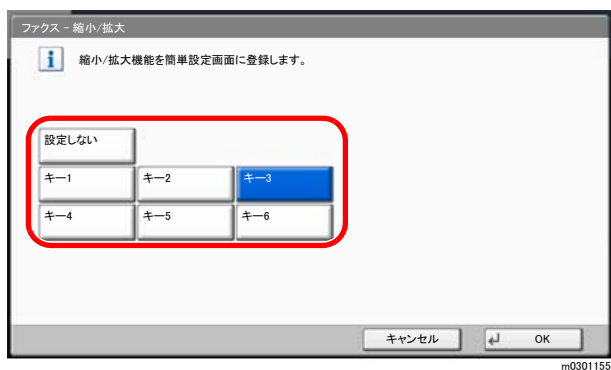 ファクス - 縮小/拡大
i 縮小/拡大機能を簡単設定画面に登録します。
設定しない
キー1 キー2 キー3
キー4 キー5 キー6
キャンセル OK
m0301155